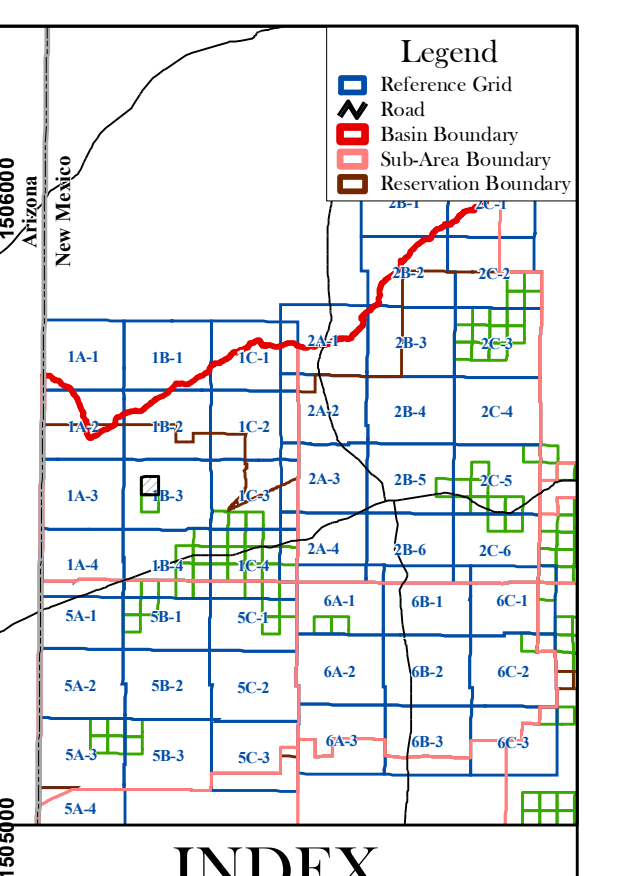 Legend
Reference Grid
Road
Basin Boundary
Sub-Area Boundary
Reservation Boundary
1506000
Arizona
New Mexico
2B-1 2C-1
2B-2 2C-2
2A-1 2B-3 2C-3
1A-1 1B-1 1C-1
2A-2 2B-4 2C-4
1A-2 1B-2 1C-2
2A-3 2B-5 2C-5
1A-3 1B-3 1C-3
2A-4 2B-6 2C-6
1A-4 1B-4 1C-4
6A-1 6B-1 6C-1
5A-1 5B-1 5C-1
6A-2 6B-2 6C-2
5A-2 5B-2 5C-2
6A-3 6B-3 6C-3
5A-3 5B-3 5C-3
5A-4
1505000
INDEX